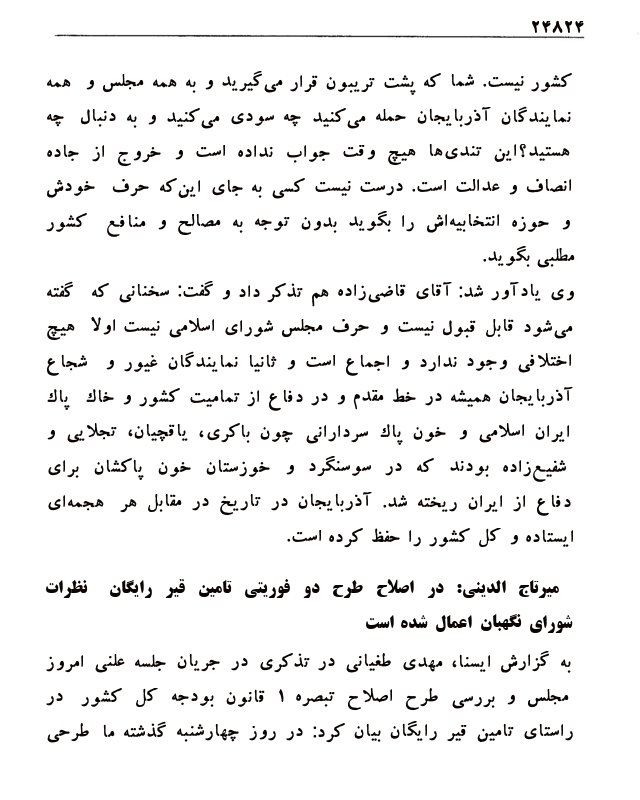 ۲۴۸۲۴
کشور نیست. شما که پشت تریبون قرار می‌گیرید و به همه مجلس و همه
نمایندگان آذربایجان حمله می‌کنید چه سودی می‌کنید و به دنبال چه
هستید؟این تندی‌ها هیچ وقت جواب نداده است و خروج از جاده
انصاف و عدالت است. درست نیست کسی به جای این‌که حرف خودش
و حوزه انتخابیه‌اش را بگوید بدون توجه به مصالح و منافع کشور
مطلبی بگوید.
وی یادآور شد: آقای قاضی‌زاده هم تذکر داد و گفت: سخنانی که گفته
می‌شود قابل قبول نیست و حرف مجلس شورای اسلامی نیست اولا هیچ
اختلافی وجود ندارد و اجماع است و ثانیا نمایندگان غیور و شجاع
آذربایجان همیشه در خط مقدم و در دفاع از تمامیت کشور و خاك پاك
ایران اسلامی و خون پاك سردارانی چون باکری، یاقچیان، تجلایی و
شفیع‌زاده بودند که در سوسنگرد و خوزستان خون پاکشان برای
دفاع از ایران ریخته شد. آذربایجان در تاریخ در مقابل هر هجمه‌ای
ایستاده و کل کشور را حفظ کرده است.
میرتاج الدینی: در اصلاح طرح دو فوریتی تامین قیر رایگان نظرات
شورای نگهبان اعمال شده است
به گزارش ایسنا، مهدی طغیانی در تذکری در جریان جلسه علنی امروز
مجلس و بررسی طرح اصلاح تبصره ۱ قانون بودجه کل کشور در
راستای تامین قیر رایگان بیان کرد: در روز چهارشنبه گذشته ما طرحی